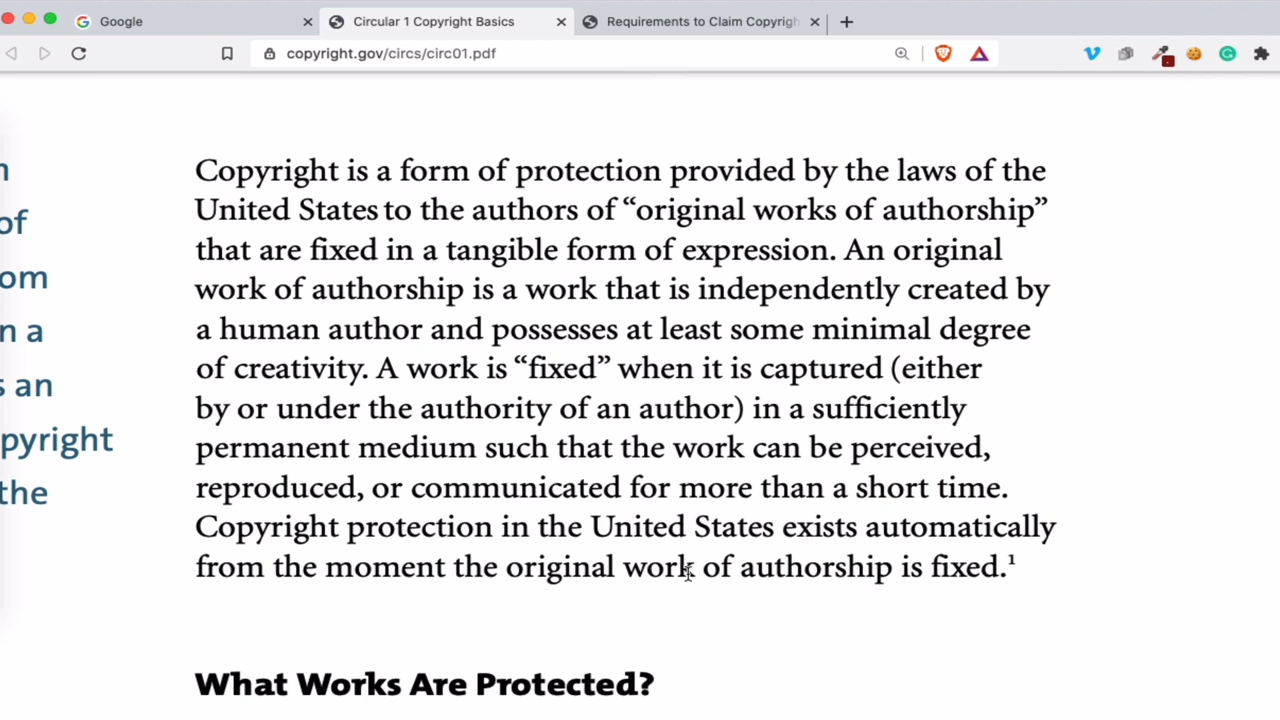 Google
Circular 1 Copyright Basics
Requirements to Claim Copyrigh
copyright.gov/circs/circ01.pdf
Copyright is a form of protection provided by the laws of the
United States to the authors of “original works of authorship”
that are fixed in a tangible form of expression. An original
work of authorship is a work that is independently created by
a human author and possesses at least some minimal degree
of creativity. A work is “fixed” when it is captured (either
by or under the authority of an author) in a sufficiently
permanent medium such that the work can be perceived,
reproduced, or communicated for more than a short time.
Copyright protection in the United States exists automatically
from the moment the original work of authorship is fixed.¹
What Works Are Protected?
n
of
om
n a
s an
pyright
the